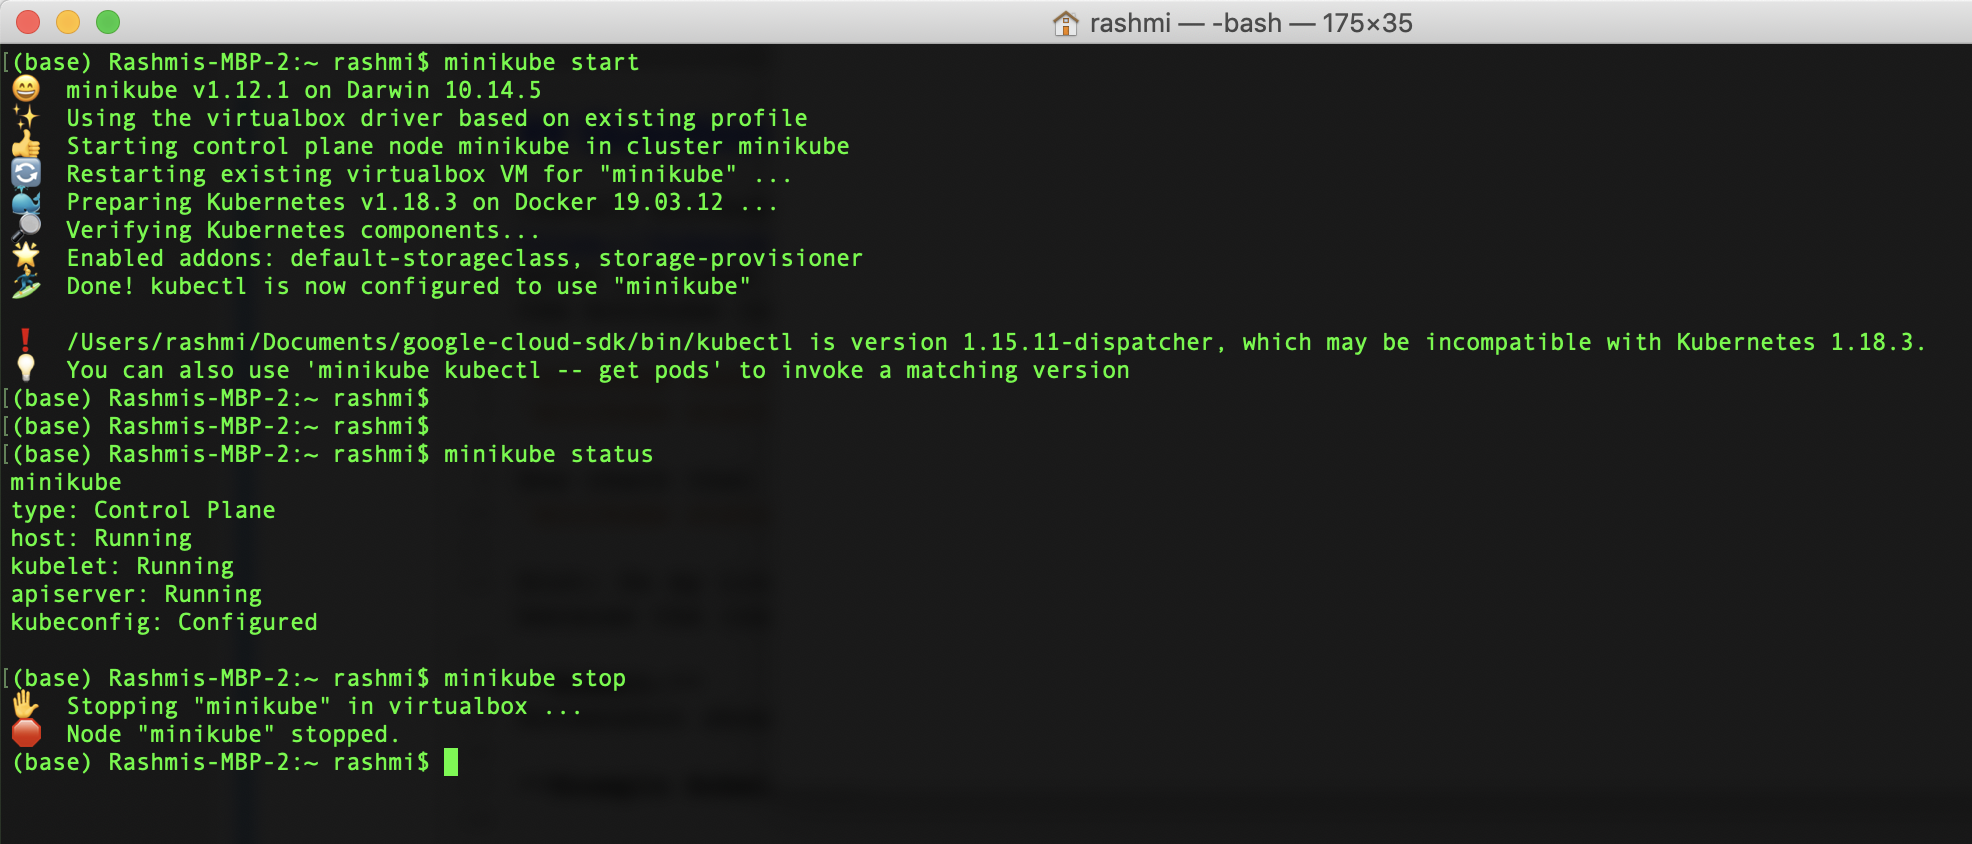 rashmi — -bash — 175×35
(base) Rashmis-MBP-2:~ rashmi$ minikube start
😄 minikube v1.12.1 on Darwin 10.14.5
✨ Using the virtualbox driver based on existing profile
👍 Starting control plane node minikube in cluster minikube
🔄 Restarting existing virtualbox VM for "minikube" ...
🐳 Preparing Kubernetes v1.18.3 on Docker 19.03.12 ...
🔎 Verifying Kubernetes components...
🌟 Enabled addons: default-storageclass, storage-provisioner
🏄 Done! kubectl is now configured to use "minikube"
❗ /Users/rashmi/Documents/google-cloud-sdk/bin/kubectl is version 1.15.11-dispatcher, which may be incompatible with Kubernetes 1.18.3.
💡 You can also use 'minikube kubectl -- get pods' to invoke a matching version
(base) Rashmis-MBP-2:~ rashmi$
(base) Rashmis-MBP-2:~ rashmi$
(base) Rashmis-MBP-2:~ rashmi$ minikube status
minikube
type: Control Plane
host: Running
kubelet: Running
apiserver: Running
kubeconfig: Configured
(base) Rashmis-MBP-2:~ rashmi$ minikube stop
✋ Stopping "minikube" in virtualbox ...
🛑 Node "minikube" stopped.
(base) Rashmis-MBP-2:~ rashmi$